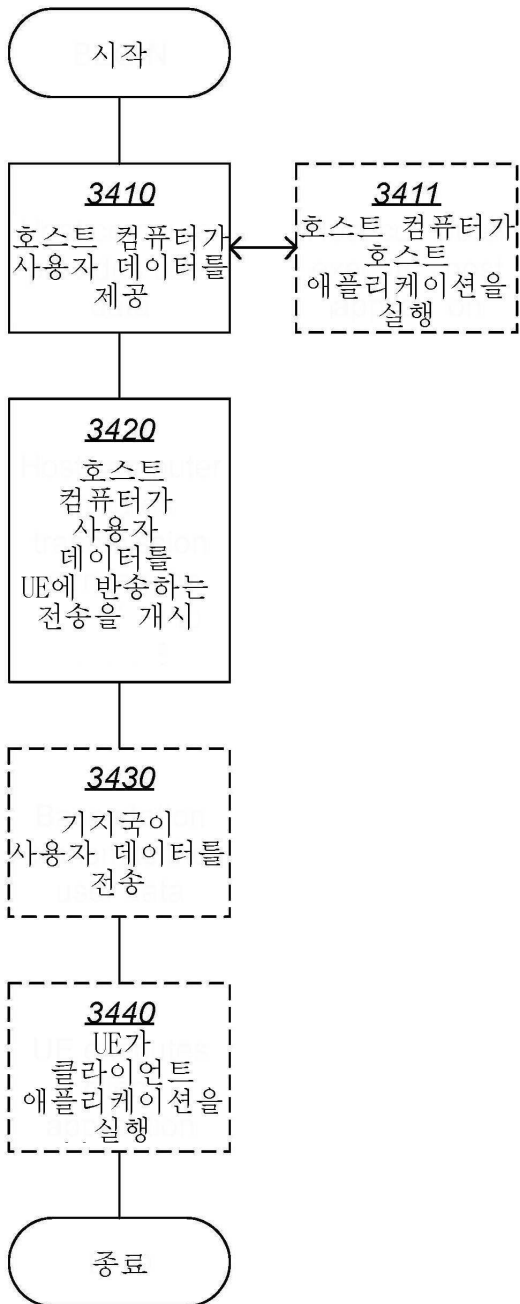 시작
3410
호스트 컴퓨터가
사용자 데이터를
제공
3411
호스트 컴퓨터가
호스트
애플리케이션을
실행
3420
호스트
컴퓨터가
사용자
데이터를
UE에 반송하는
전송을 개시
3430
기지국이
사용자 데이터를
전송
3440
UE가
클라이언트
애플리케이션을
실행
종료